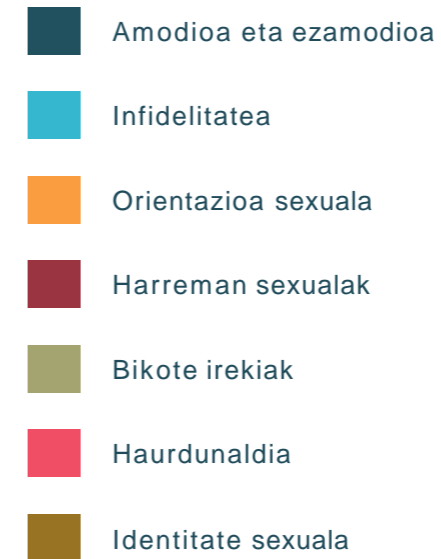 Amodioa eta ezamodioa
Infidelitatea
Orientazioa sexuala
Harreman sexualak
Bikote irekiak
Haurdunaldia
Identitate sexuala